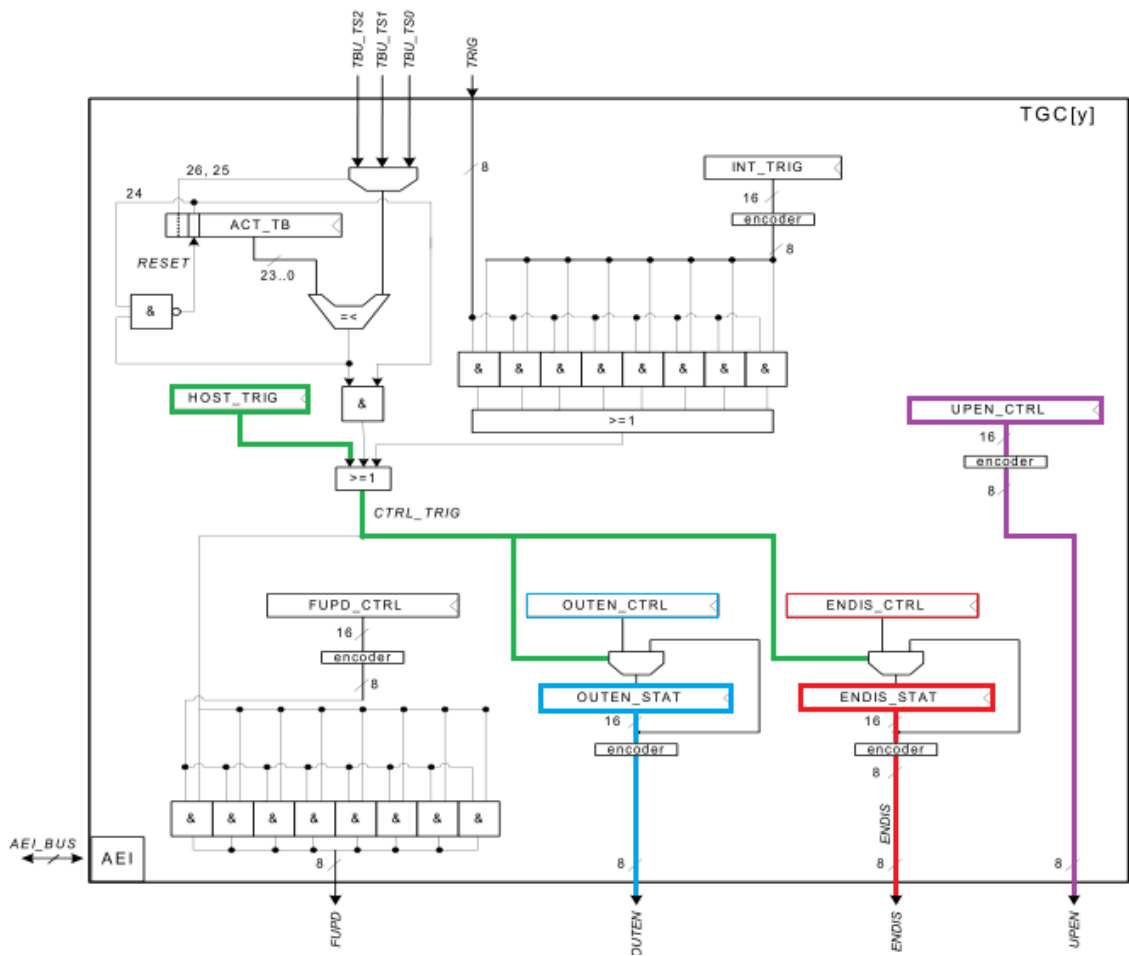 TBU_TS2
TBU_TS1
TBU_TS0
TRIG
TGC[y]
26, 25
8
INT_TRIG
24
16
encoder
ACT_TB
8
RESET
23..0
&
=<
& & & & & & & &
HOST_TRIG
&
>=1
UPEN_CTRL
16
encoder
>=1
8
CTRL_TRIG
FUPD_CTRL
OUTEN_CTRL
ENDIS_CTRL
16
encoder
8
OUTEN_STAT
ENDIS_STAT
16
16
encoder
encoder
8
& & & & & & & &
ENDIS
AEI_BUS
AEI
8
8
8
8
FUPD
OUTEN
ENDIS
UPEN